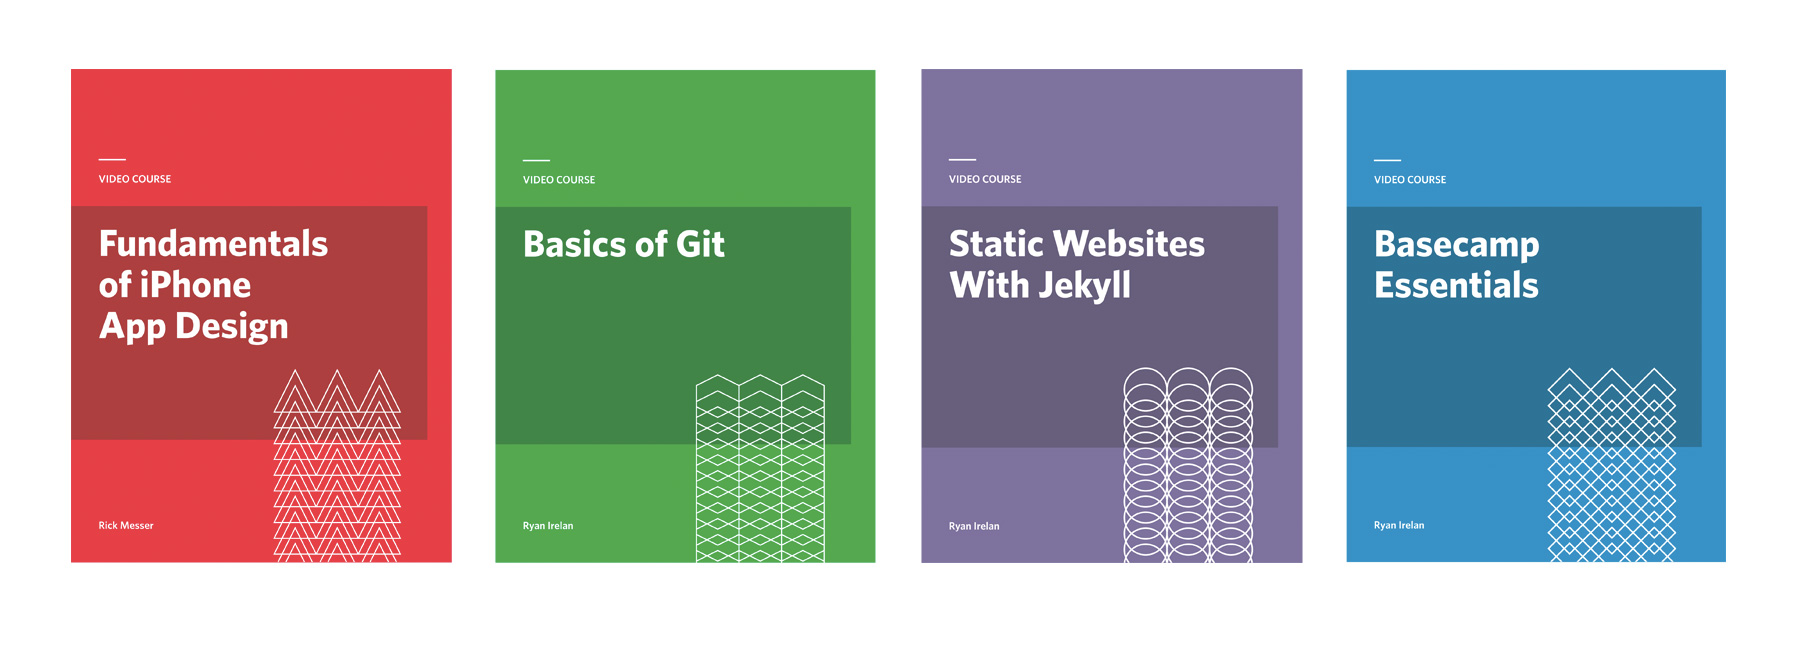 VIDEO COURSE
Fundamentals
of iPhone
App Design
Rick Messer
VIDEO COURSE
Basics of Git
Ryan Irelan
VIDEO COURSE
Static Websites
With Jekyll
Ryan Irelan
VIDEO COURSE
Basecamp
Essentials
Ryan Irelan